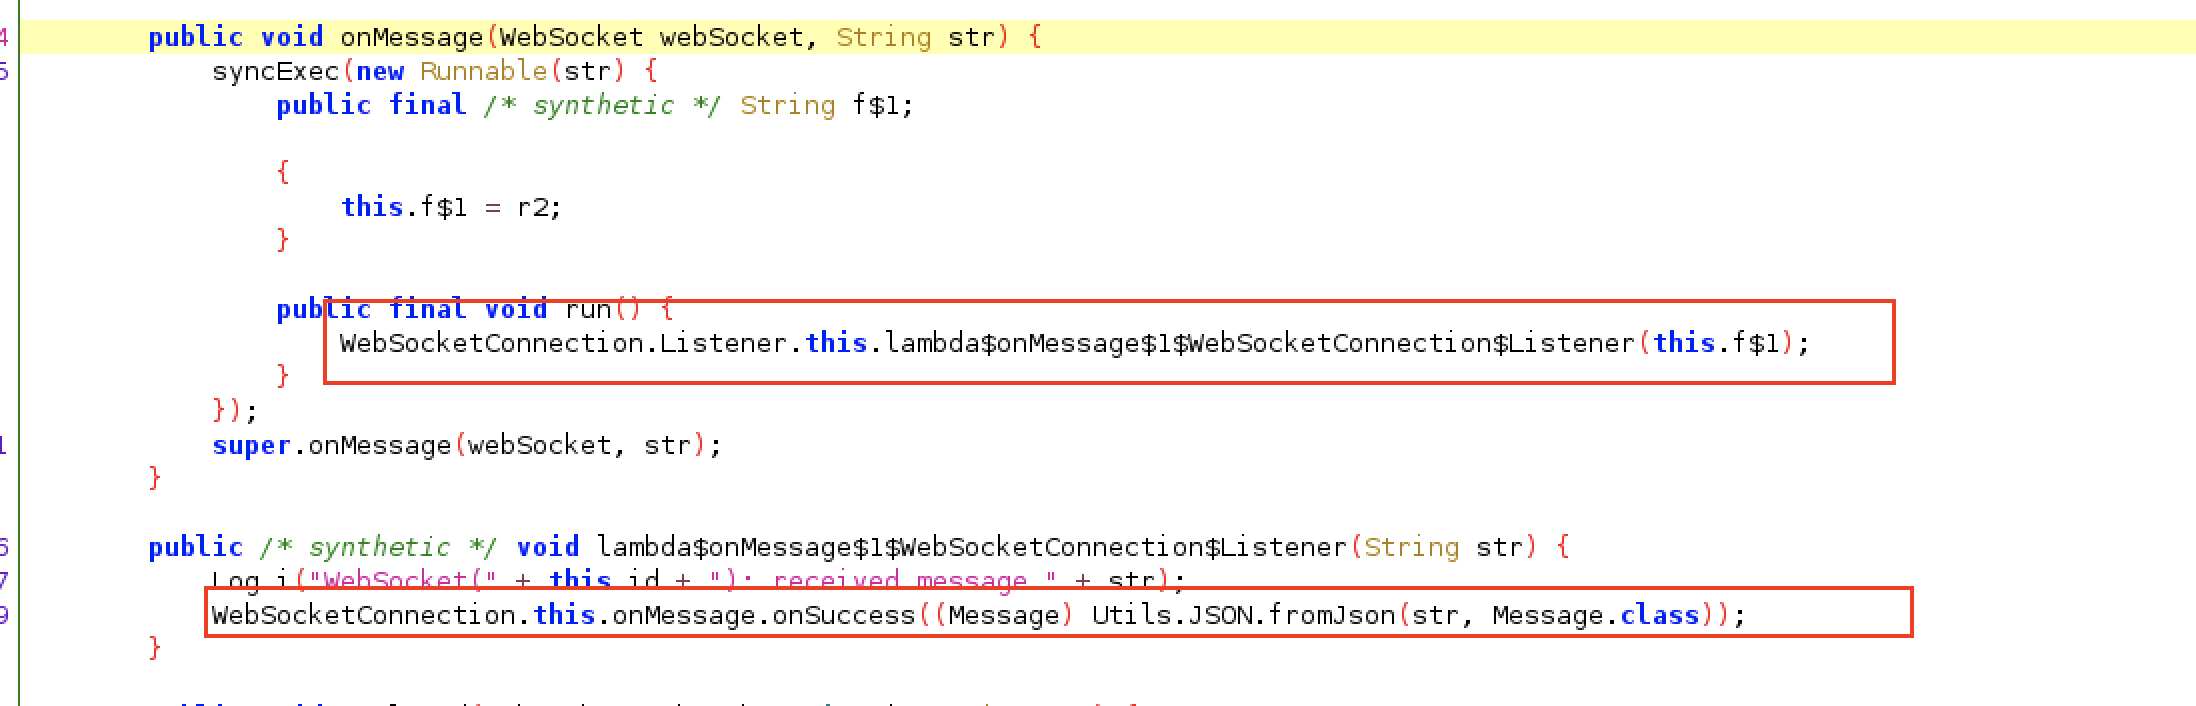 4 public void onMessage(WebSocket webSocket, String str) {
5 syncExec(new Runnable(str) {
public final /* synthetic */ String f$1;
{
this.f$1 = r2;
}
public final void run() {
WebSocketConnection.Listener.this.lambda$onMessage$1$WebSocketConnection$Listener(this.f$1);
}
});
1 super.onMessage(webSocket, str);
}
6 public /* synthetic */ void lambda$onMessage$1$WebSocketConnection$Listener(String str) {
7 Log.i("WebSocket(" + this.id + "): received message " + str);
9 WebSocketConnection.this.onMessage.onSuccess((Message) Utils.JSON.fromJson(str, Message.class));
}